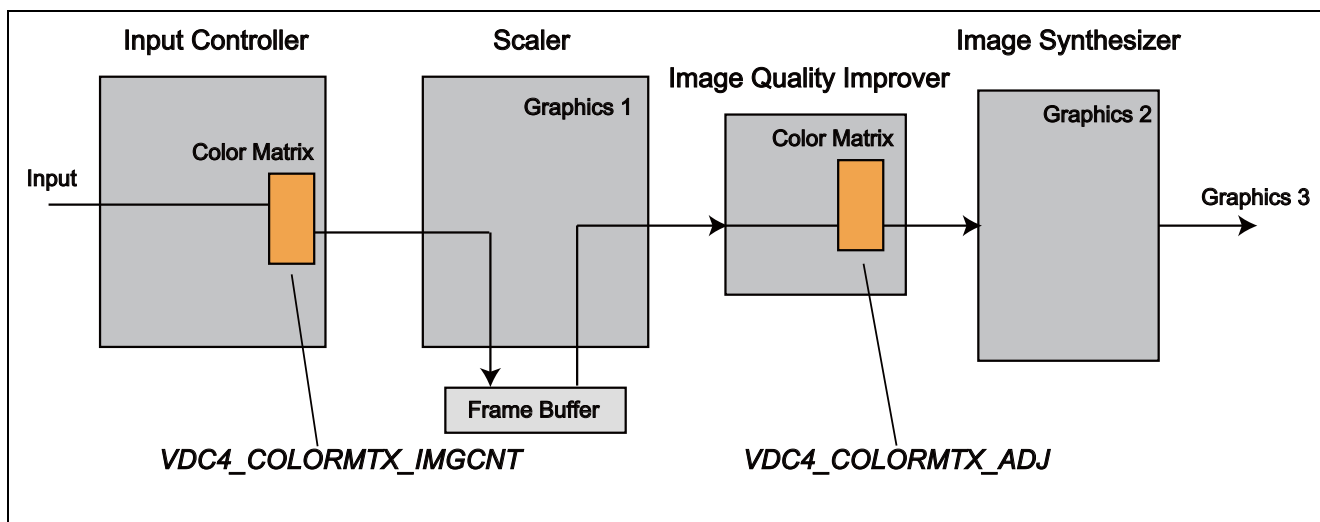 Input Controller
Scaler
Image Synthesizer
Image Quality Improver
Graphics 1
Graphics 2
Color Matrix
Color Matrix
Input
Graphics 3
Frame Buffer
VDC4_COLORMTX_IMGCNT
VDC4_COLORMTX_ADJ